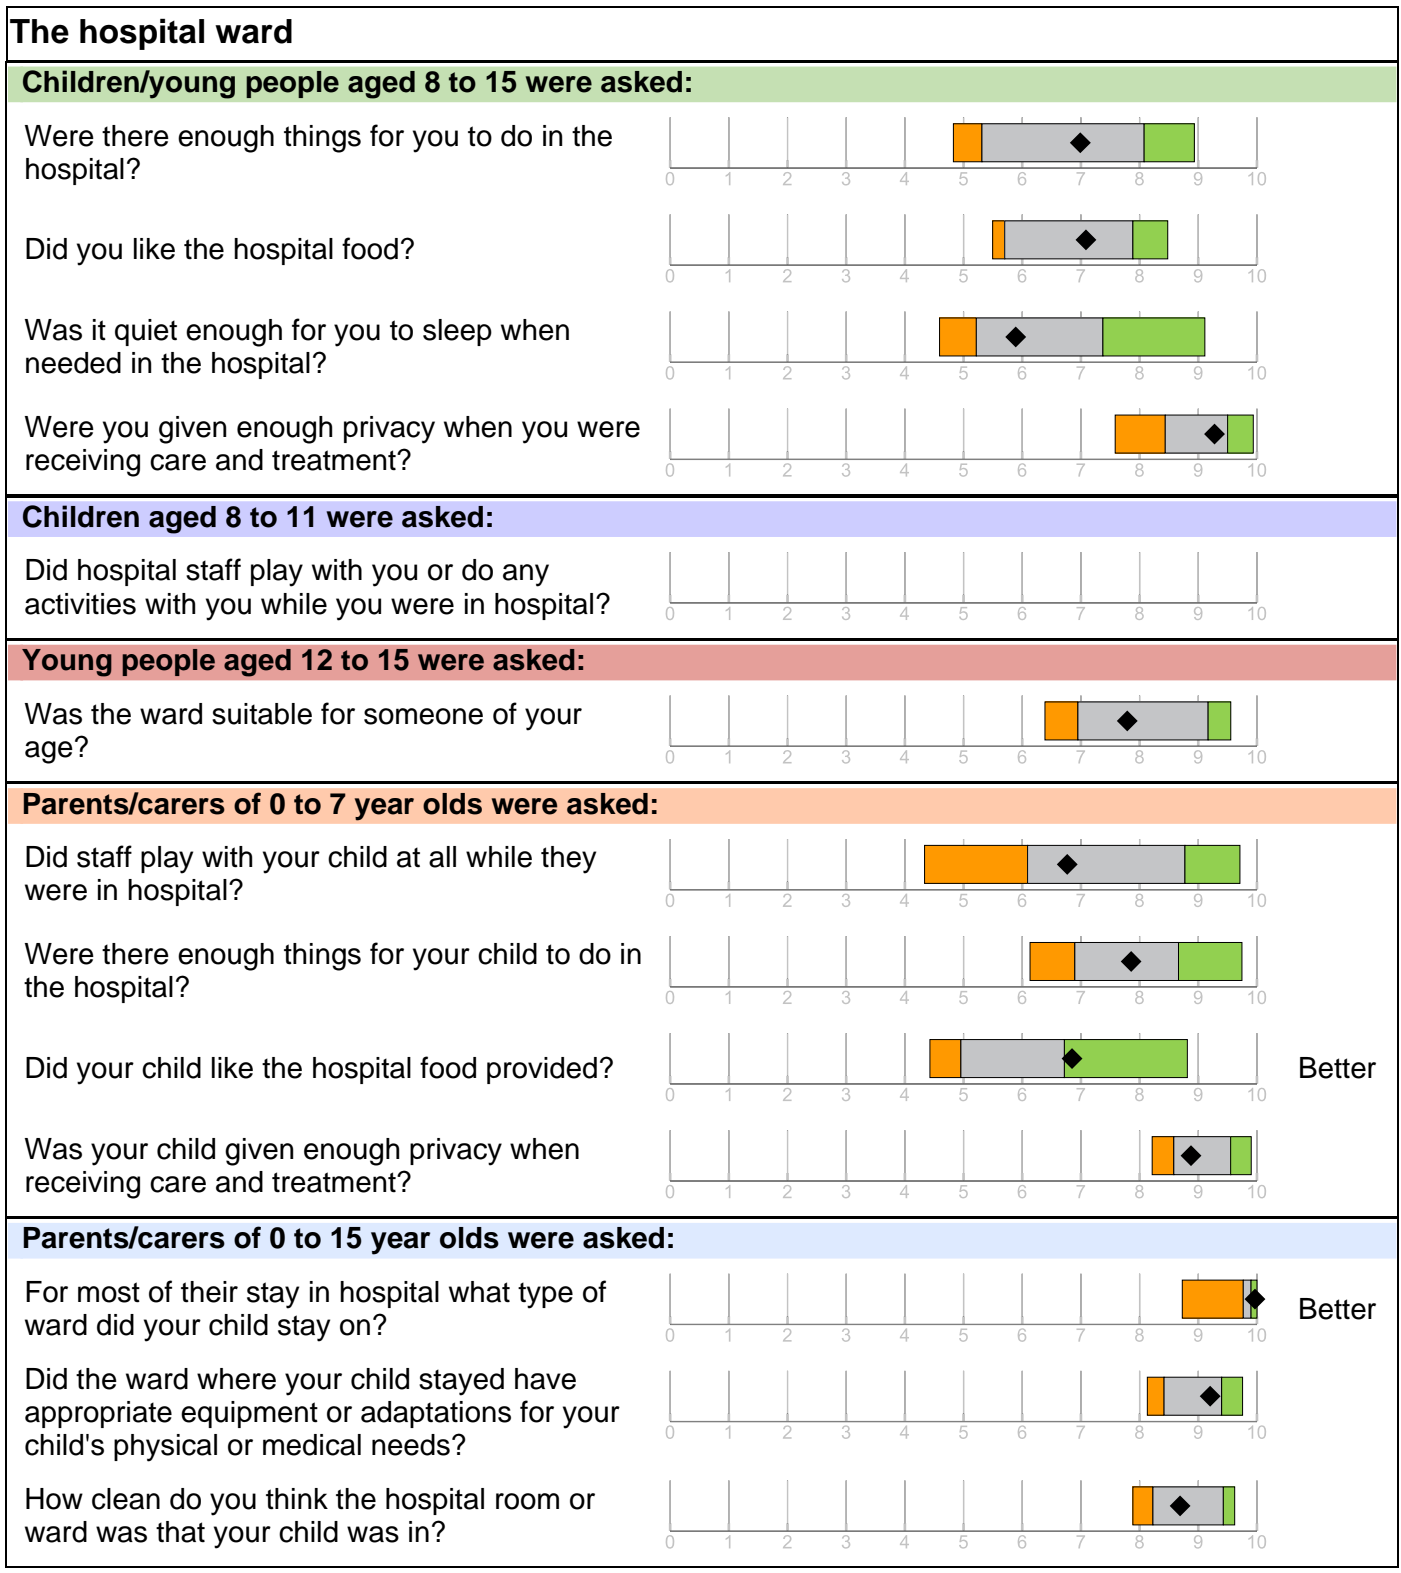 The hospital ward
Children/young people aged 8 to 15 were asked:
Were there enough things for you to do in the
hospital?
0 1 2 3 4 5 6 7 8 9 10
Did you like the hospital food?
0 1 2 3 4 5 6 7 8 9 10
Was it quiet enough for you to sleep when
needed in the hospital?
0 1 2 3 4 5 6 7 8 9 10
Were you given enough privacy when you were
receiving care and treatment?
0 1 2 3 4 5 6 7 8 9 10
Children aged 8 to 11 were asked:
Did hospital staff play with you or do any
activities with you while you were in hospital?
0 1 2 3 4 5 6 7 8 9 10
Young people aged 12 to 15 were asked:
Was the ward suitable for someone of your
age?
0 1 2 3 4 5 6 7 8 9 10
Parents/carers of 0 to 7 year olds were asked:
Did staff play with your child at all while they
were in hospital?
0 1 2 3 4 5 6 7 8 9 10
Were there enough things for your child to do in
the hospital?
0 1 2 3 4 5 6 7 8 9 10
Did your child like the hospital food provided?
Better
0 1 2 3 4 5 6 7 8 9 10
Was your child given enough privacy when
receiving care and treatment?
0 1 2 3 4 5 6 7 8 9 10
Parents/carers of 0 to 15 year olds were asked:
For most of their stay in hospital what type of
ward did your child stay on?
Better
0 1 2 3 4 5 6 7 8 9 10
Did the ward where your child stayed have
appropriate equipment or adaptations for your
child's physical or medical needs?
0 1 2 3 4 5 6 7 8 9 10
How clean do you think the hospital room or
ward was that your child was in?
0 1 2 3 4 5 6 7 8 9 10